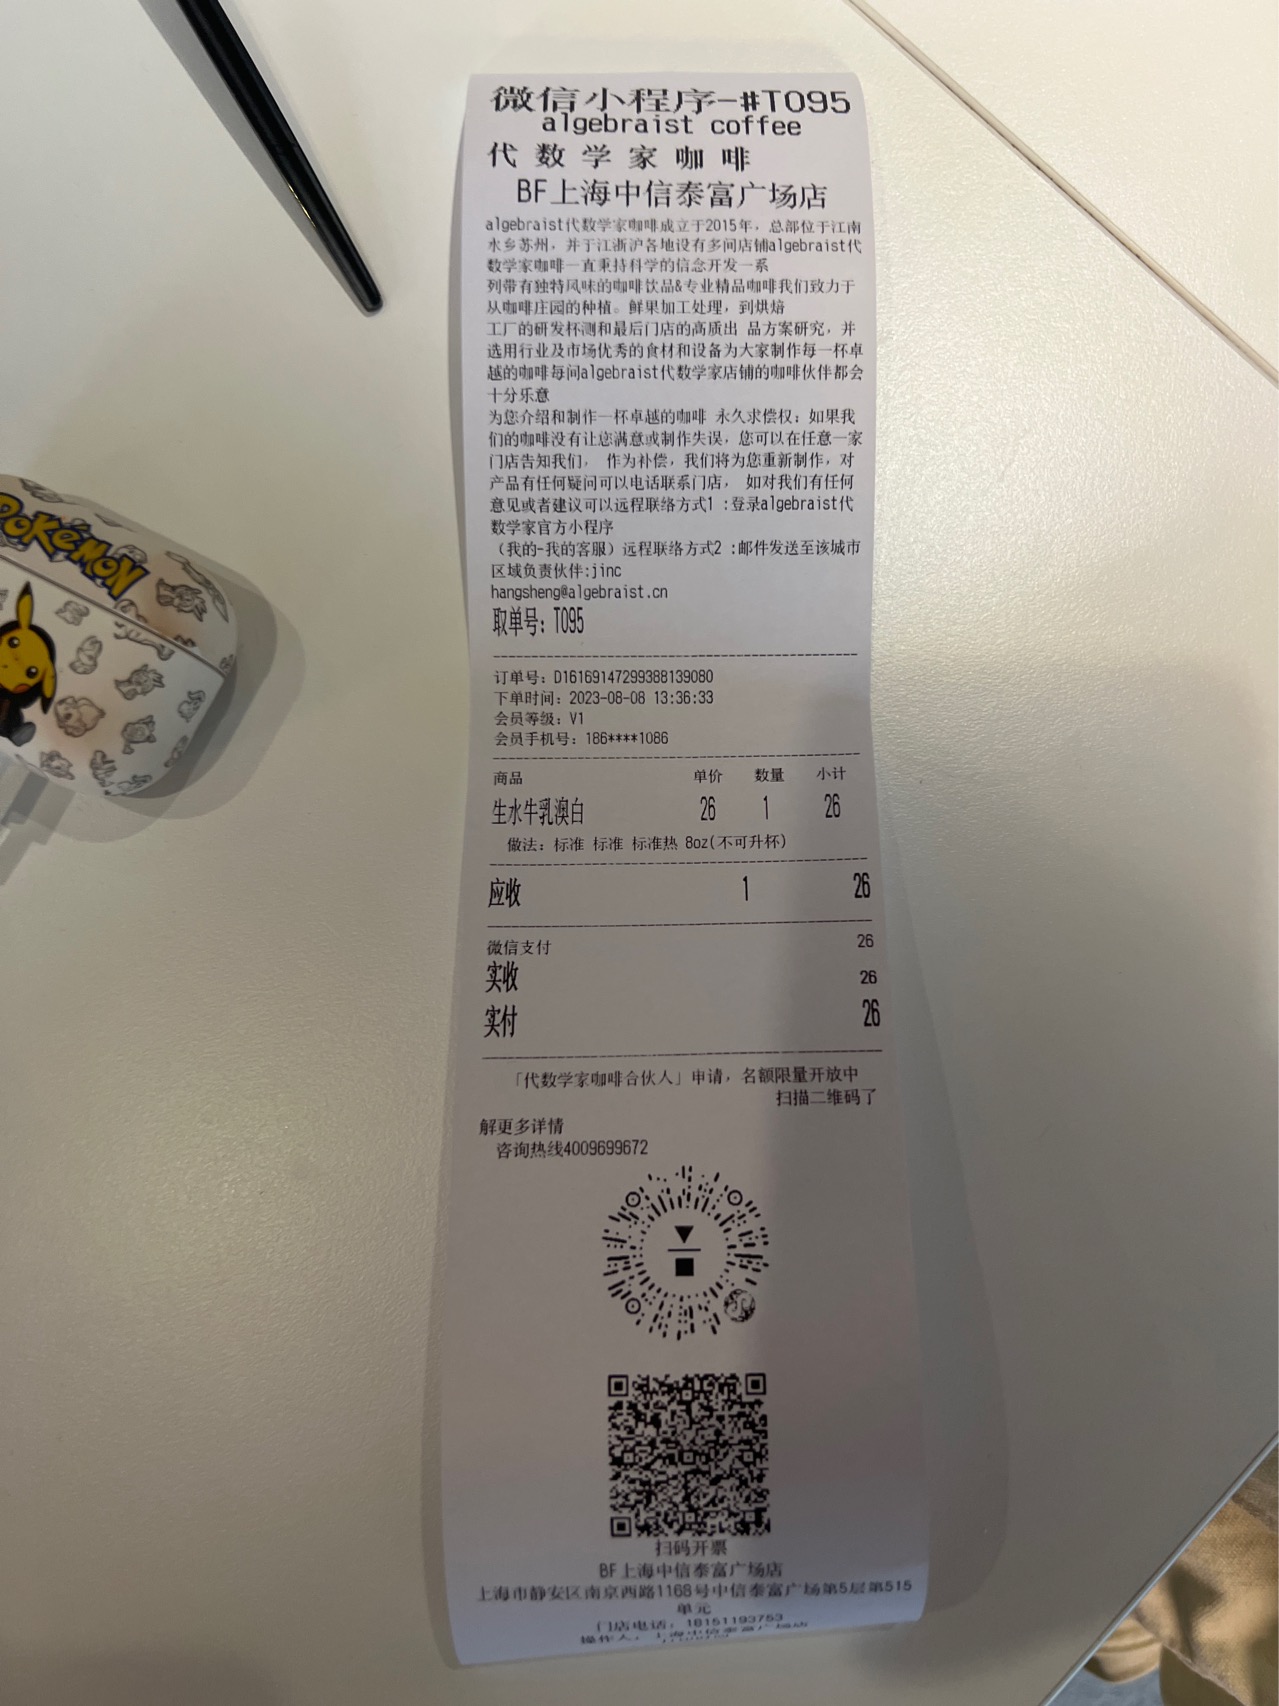 微信小程序-#T095
algebraist coffee
代数学家咖啡
BF上海中信泰富广场店
algebraist代数学家咖啡成立于2015年，总部位于江南
水乡苏州，并于江浙沪各地设有多间店铺algebraist代
数学家咖啡一直秉持科学的信念开发一系
列带有独特风味的咖啡饮品&专业精品咖啡我们致力于
从咖啡庄园的种植。鲜果加工处理，到烘焙
工厂的研发杯测和最后门店的高质出 品方案研究，并
选用行业及市场优秀的食材和设备为大家制作每一杯卓
越的咖啡每间algebraist代数学家店铺的咖啡伙伴都会
十分乐意
为您介绍和制作一杯卓越的咖啡 永久求偿权：如果我
们的咖啡没有让您满意或制作失误，您可以在任意一家
门店告知我们， 作为补偿，我们将为您重新制作，对
产品有任何疑问可以电话联系门店， 如对我们有任何
意见或者建议可以远程联络方式1 :登录algebraist代
数学家官方小程序
（我的-我的客服）远程联络方式2 :邮件发送至该城市
区域负责伙伴:jinc
hangsheng@algebraist.cn
取单号：T095
订单号：D16169147299388139080
下单时间：2023-08-08 13:36:33
会员等级：V1
会员手机号：186****1086
商品 单价 数量 小计
生水牛乳澳白 26 1 26
做法：标准 标准 标准热 8oz(不可升杯)
应收 1 26
微信支付 26
实收 26
实付 26
「代数学家咖啡合伙人」申请，名额限量开放中
扫描二维码了
解更多详情
咨询热线4009699672
扫码开票
BF上海中信泰富广场店
上海市静安区南京西路1168号中信泰富广场第5层第515
单元
门店电话：18151193753
操作人：上海中信泰富广场店
POKéMON